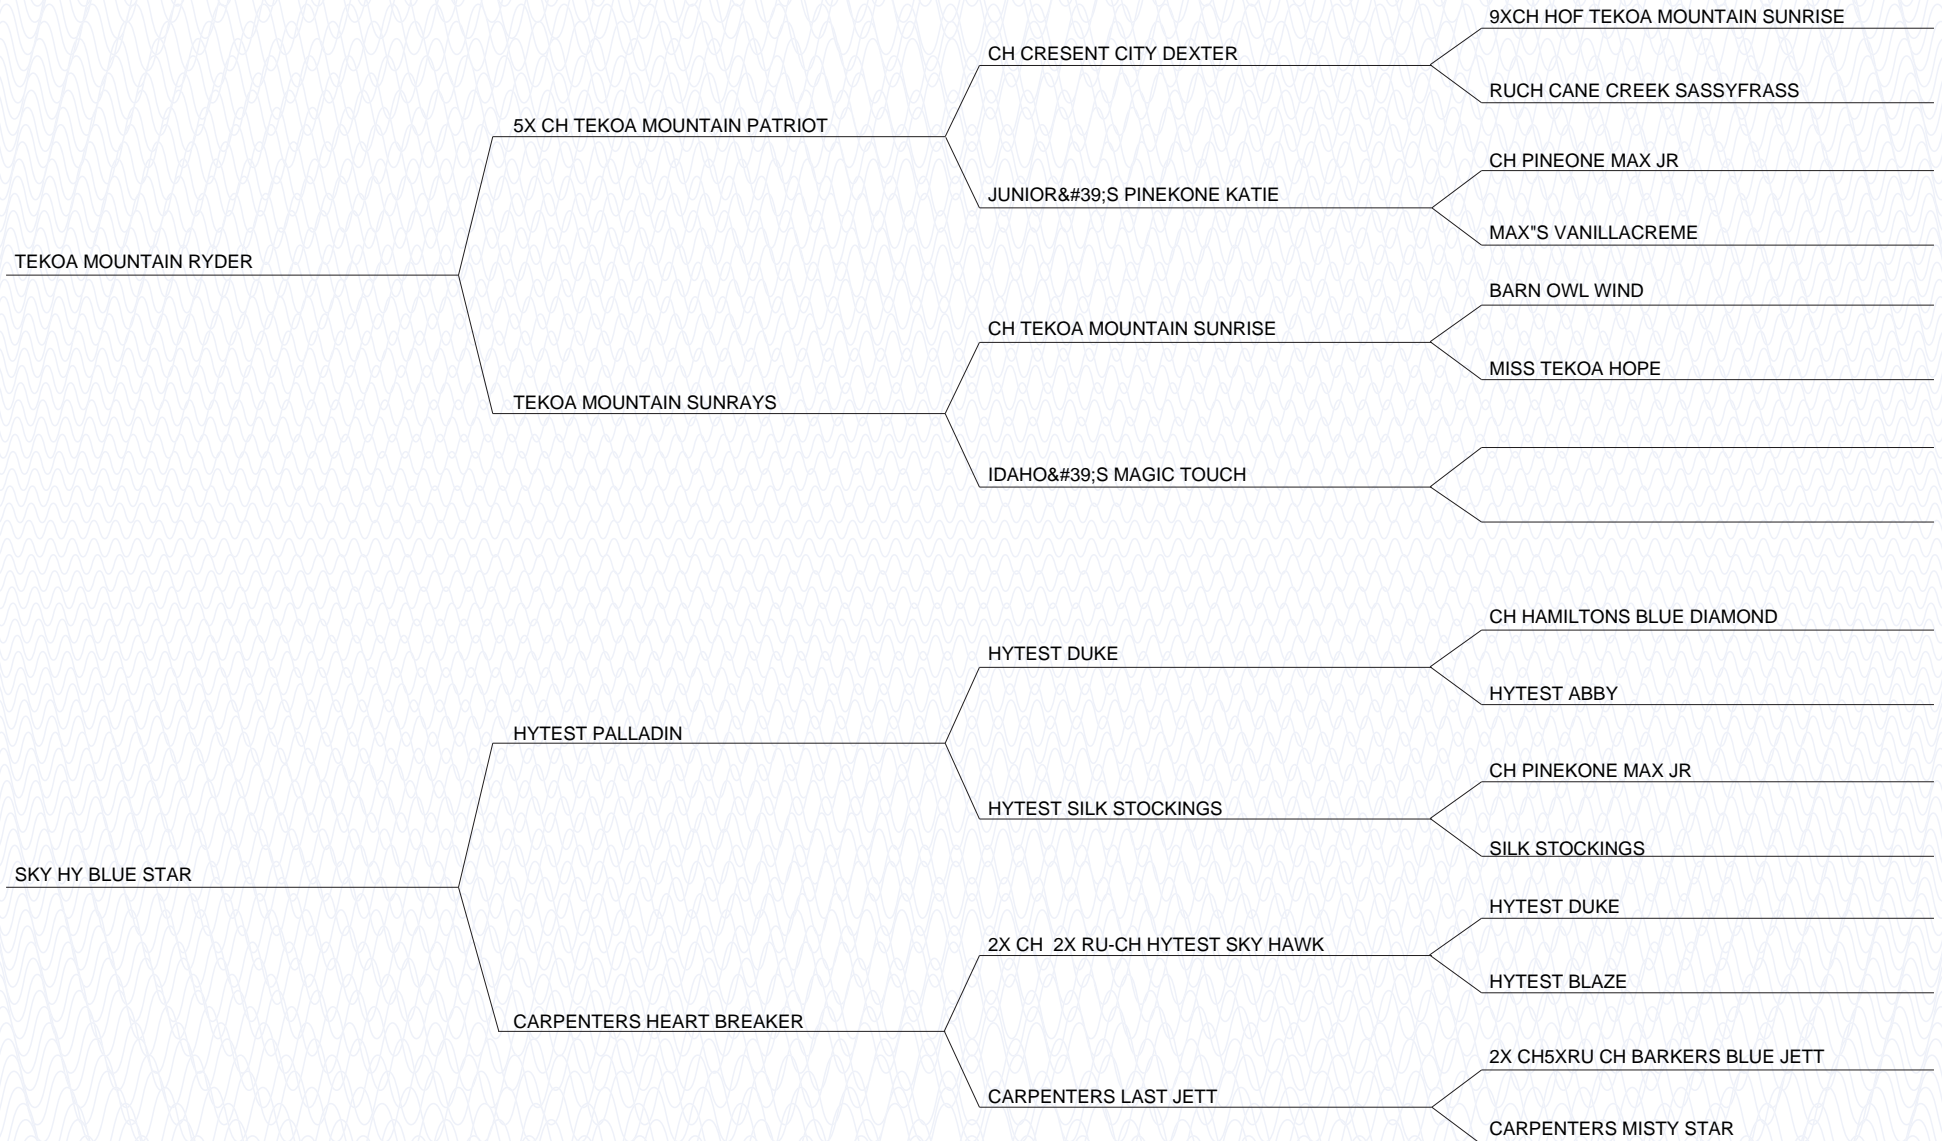 9XCH HOF TEKOA MOUNTAIN SUNRISE
CH CRESENT CITY DEXTER
RUCH CANE CREEK SASSYFRASS
5X CH TEKOA MOUNTAIN PATRIOT
CH PINEONE MAX JR
JUNIOR&#39;S PINEKONE KATIE
MAX"S VANILLACREME
TEKOA MOUNTAIN RYDER
BARN OWL WIND
CH TEKOA MOUNTAIN SUNRISE
MISS TEKOA HOPE
TEKOA MOUNTAIN SUNRAYS
IDAHO&#39;S MAGIC TOUCH
CH HAMILTONS BLUE DIAMOND
HYTEST DUKE
HYTEST ABBY
HYTEST PALLADIN
CH PINEKONE MAX JR
HYTEST SILK STOCKINGS
SILK STOCKINGS
SKY HY BLUE STAR
HYTEST DUKE
2X CH  2X RU-CH HYTEST SKY HAWK
HYTEST BLAZE
CARPENTERS HEART BREAKER
2X CH5XRU CH BARKERS BLUE JETT
CARPENTERS LAST JETT
CARPENTERS MISTY STAR